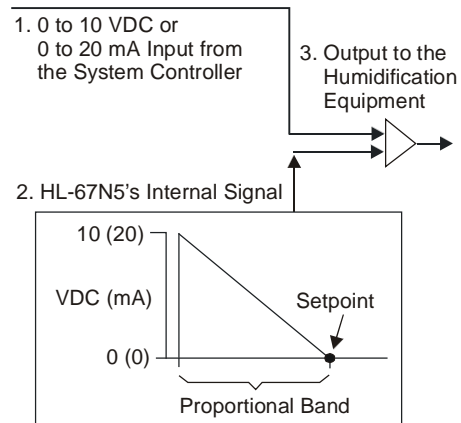 1. 0 to 10 VDC or
0 to 20 mA Input from
the System Controller
3. Output to the
Humidification
Equipment
2. HL-67N5's Internal Signal
10 (20)
VDC (mA)
Setpoint
0 (0)
Proportional Band